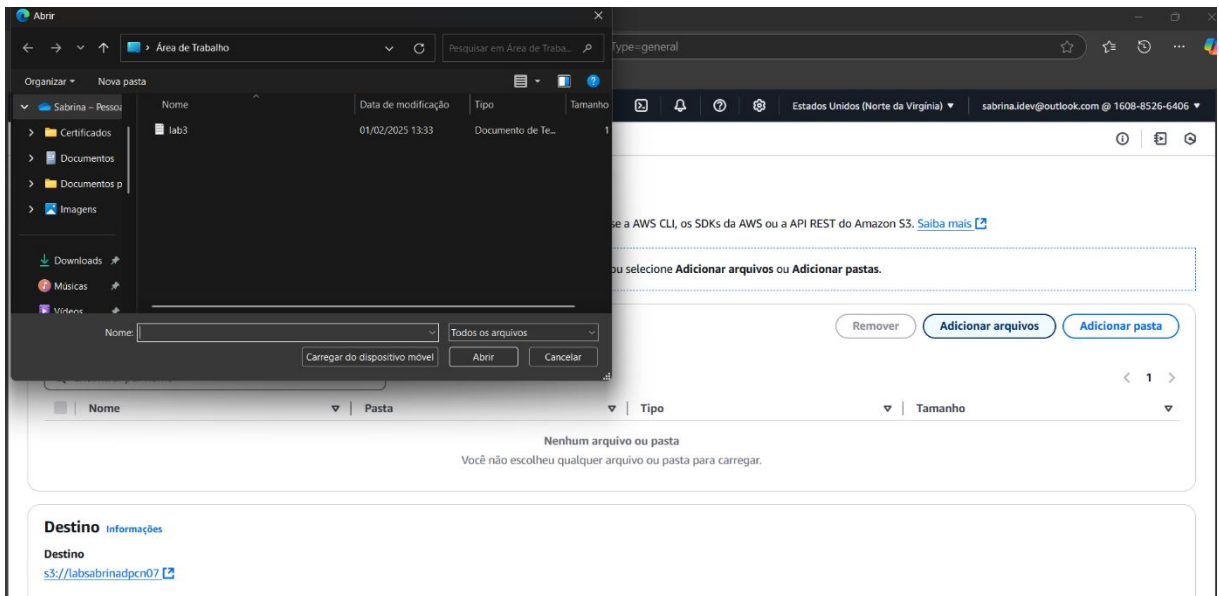 Abrir
Área de Trabalho
Pesquisar em Área de Traba...
Type=general
Organizar
Nova pasta
Sabrina – Pesso
Nome
Data de modificação
Tipo
Tamanho
Estados Unidos (Norte da Virgínia)
sabrina.idev@outlook.com @ 1608-8526-6406
Certificados
lab3
01/02/2025 13:33
Documento de Te...
1
Documentos
Documentos p
Imagens
se a AWS CLI, os SDKs da AWS ou a API REST do Amazon S3. Saiba mais
Downloads
ou selecione Adicionar arquivos ou Adicionar pastas.
Músicas
Vídeos
Nome:
Todos os arquivos
Remover
Adicionar arquivos
Adicionar pasta
Carregar do dispositivo móvel
Abrir
Cancelar
1
Nome
Pasta
Tipo
Tamanho
Nenhum arquivo ou pasta
Você não escolheu qualquer arquivo ou pasta para carregar.
Destino Informações
Destino
s3://labsabrinadpcn07